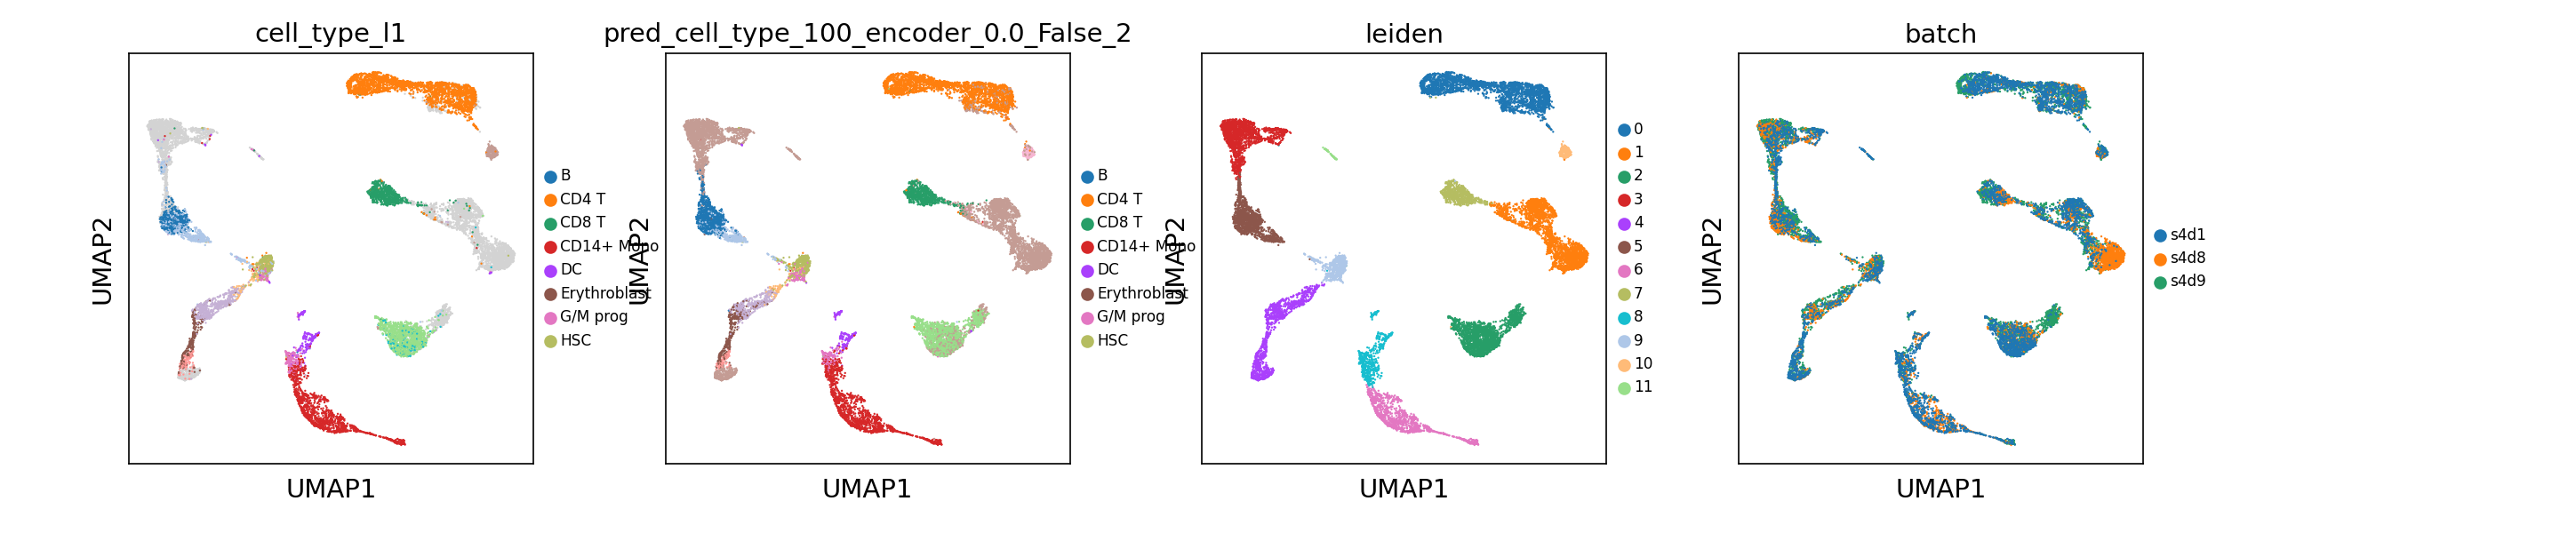 cell_type_l1
UMAP2
UMAP1
B
CD4 T
CD8 T
CD14+ Mono
DC
Erythroblast
G/M prog
HSC
pred_cell_type_100_encoder_0.0_False_2
UMAP2
UMAP1
B
CD4 T
CD8 T
CD14+ Mono
DC
Erythroblast
G/M prog
HSC
leiden
UMAP2
UMAP1
0
1
2
3
4
5
6
7
8
9
10
11
batch
UMAP2
UMAP1
s4d1
s4d8
s4d9